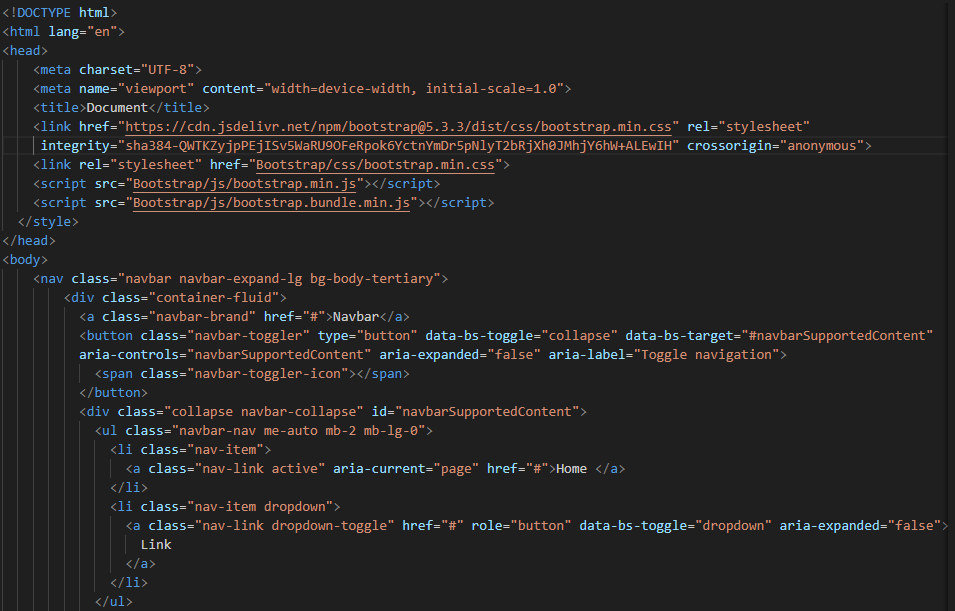 <!DOCTYPE html>
<html lang="en">
<head>
<meta charset="UTF-8">
<meta name="viewport" content="width=device-width, initial-scale=1.0">
<title>Document</title>
<link href="https://cdn.jsdelivr.net/npm/bootstrap@5.3.3/dist/css/bootstrap.min.css" rel="stylesheet"
integrity="sha384-QWTKZyjpPEjISv5WaRU9OFeRpok6YctnYmDr5pNlyT2bRjXh0JMhjY6hW+ALEwIH" crossorigin="anonymous">
<link rel="stylesheet" href="Bootstrap/css/bootstrap.min.css">
<script src="Bootstrap/js/bootstrap.min.js"></script>
<script src="Bootstrap/js/bootstrap.bundle.min.js"></script>
</style>
</head>
<body>
<nav class="navbar navbar-expand-lg bg-body-tertiary">
<div class="container-fluid">
<a class="navbar-brand" href="#">Navbar</a>
<button class="navbar-toggler" type="button" data-bs-toggle="collapse" data-bs-target="#navbarSupportedContent"
aria-controls="navbarSupportedContent" aria-expanded="false" aria-label="Toggle navigation">
<span class="navbar-toggler-icon"></span>
</button>
<div class="collapse navbar-collapse" id="navbarSupportedContent">
<ul class="navbar-nav me-auto mb-2 mb-lg-0">
<li class="nav-item">
<a class="nav-link active" aria-current="page" href="#">Home </a>
</li>
<li class="nav-item dropdown">
<a class="nav-link dropdown-toggle" href="#" role="button" data-bs-toggle="dropdown" aria-expanded="false">
Link
</a>
</li>
</ul>